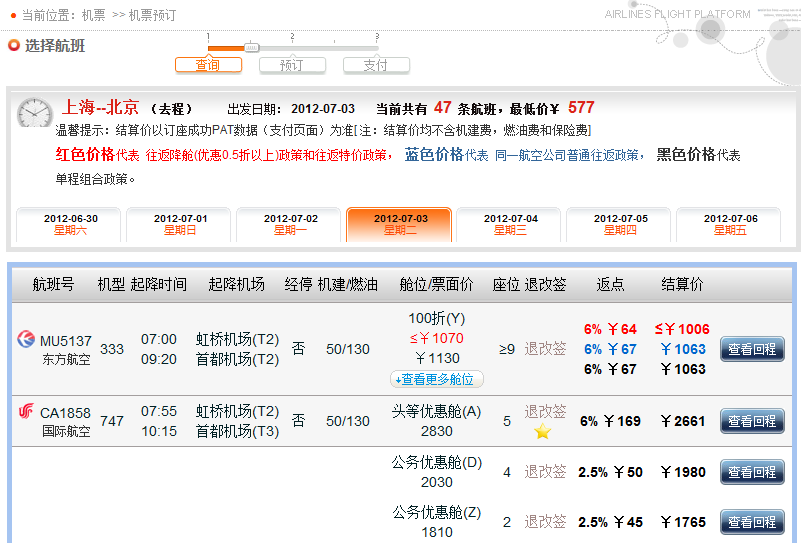 当前位置：机票 >> 机票预订
AIRLINES FLIGHT PLATFORM
选择航班
1 2 3
查询 预订 支付
上海--北京 （去程） 出发日期： 2012-07-03 当前共有 47 条航班，最低价￥ 577
温馨提示：结算价以订座成功PAT数据（支付页面）为准[注：结算价均不含机建费，燃油费和保险费]
红色价格代表 往返降舱(优惠0.5折以上)政策和往返特价政策， 蓝色价格代表 同一航空公司普通往返政策， 黑色价格代表
单程组合政策。
2012-06-30 2012-07-01 2012-07-02 2012-07-03 2012-07-04 2012-07-05 2012-07-06
星期六 星期日 星期一 星期二 星期三 星期四 星期五
航班号 机型 起降时间 起降机场 经停 机建/燃油 舱位/票面价 座位 退改签 返点 结算价
MU5137 东方航空 333 07:00 09:20 虹桥机场(T2) 首都机场(T2) 否 50/130 100折(Y) ≤￥1070 ￥1130 ≥9 退改签 6% ￥64 ≤￥1006 查看回程
6% ￥67 ￥1063
6% ￥67 ￥1063
+查看更多舱位
CA1858 国际航空 747 07:55 10:15 虹桥机场(T2) 首都机场(T3) 否 50/130 头等优惠舱(A) 2830 5 退改签 6% ￥169 ￥2661 查看回程
公务优惠舱(D) 2030 4 退改签 2.5% ￥50 ￥1980 查看回程
公务优惠舱(Z) 1810 2 退改签 2.5% ￥45 ￥1765 查看回程